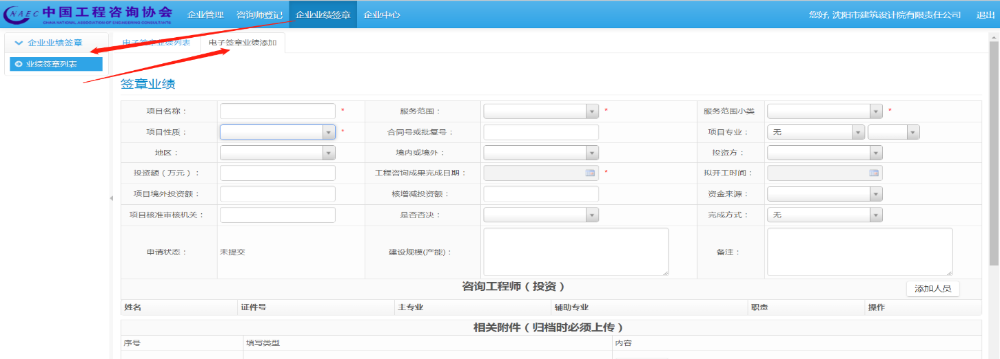 NAEC 中国工程咨询协会 企业管理 咨询师登记 企业业绩签章 企业中心 您好, 沈阳市建筑设计院有限责任公司 退出
CHINA NATIONAL ASSOCIATION OF ENGINEERING CONSULTANTS
企业业绩签章 电子签章业绩列表 电子签章业绩添加
业绩签章列表
签章业绩
项目名称： * 服务范围： * 服务范围小类 *
项目性质： * 合同号或批复号： 项目专业： 无
地区： 境内或境外： 投资方：
投资额（万元）： 工程咨询成果完成日期： * 拟开工时间：
项目境外投资额： 核增减投资额： 资金来源：
项目核准审核机关： 是否否决： 完成方式： 无
申请状态： 未提交 建设规模(产能)： 备注：
咨询工程师（投资） 添加人员
姓名 证件号 主专业 辅助专业 职责 操作
相关附件（归档时必须上传）
序号 填写类型 内容